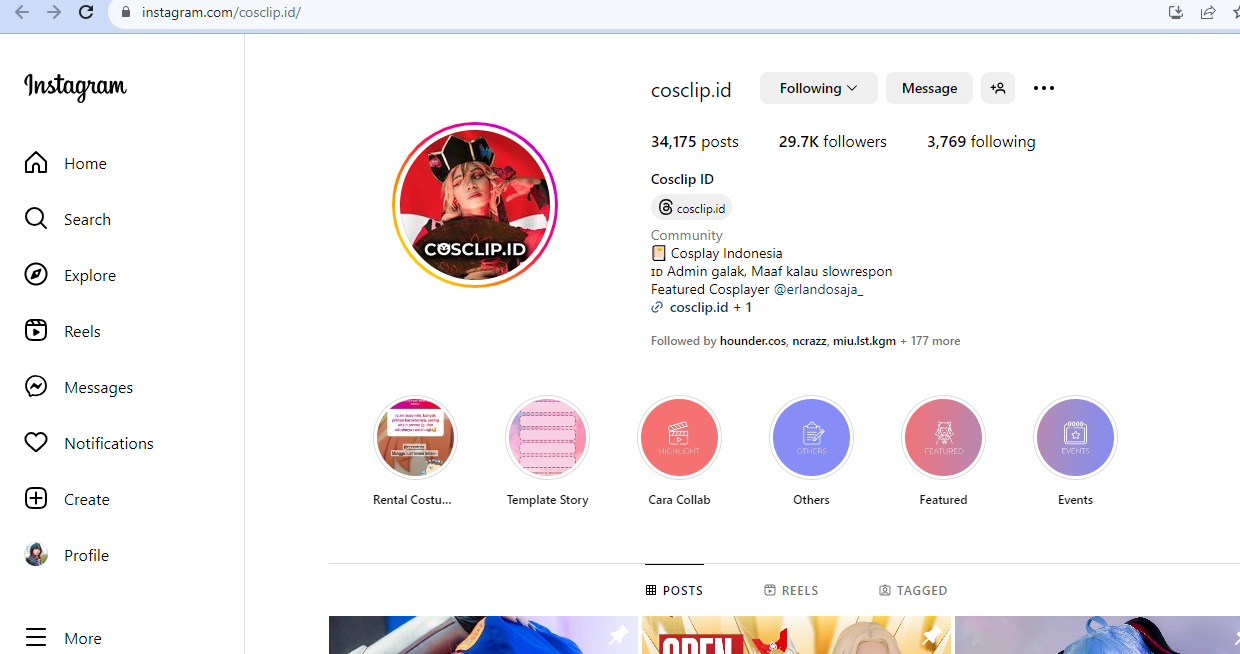 instagram.com/cosclip.id/
Instagram
Home
Search
Explore
Reels
Messages
Notifications
Create
Profile
More
cosclip.id
Following
Message
34,175 posts
29.7K followers
3,769 following
Cosclip ID
cosclip.id
Community
Cosplay Indonesia
ɪᴅ Admin galak, Maaf kalau slowrespon
Featured Cosplayer @erlandosaja_
cosclip.id + 1
Followed by hounder.cos, ncrazz, miu.lst.kgm + 177 more
COSCLIP.ID
HIGHLIGHT
OTHERS
FEATURED
EVENTS
Rental Costu...
Template Story
Cara Collab
Others
Featured
Events
POSTS
REELS
TAGGED
OPEN